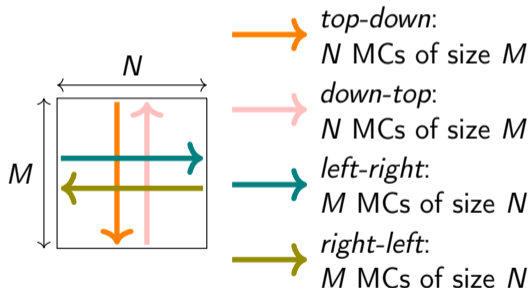 N
M
top-down:
N MCs of size M
down-top:
N MCs of size M
left-right:
M MCs of size N
right-left:
M MCs of size N